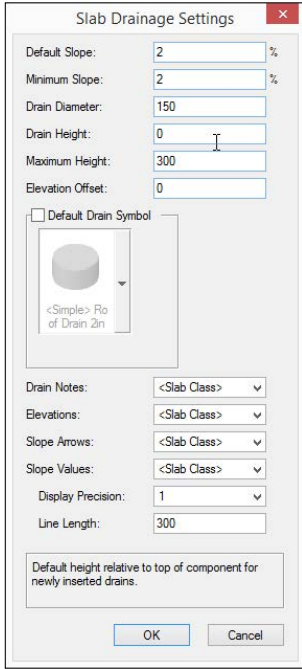 Slab Drainage Settings
Default Slope: 2 %
Minimum Slope: 2 %
Drain Diameter: 150
Drain Height: 0
Maximum Height: 300
Elevation Offset: 0
Default Drain Symbol
<Simple> Ro
of Drain 2in
Drain Notes: <Slab Class>
Elevations: <Slab Class>
Slope Arrows: <Slab Class>
Slope Values: <Slab Class>
Display Precision: 1
Line Length: 300
Default height relative to top of component for
newly inserted drains.
OK Cancel